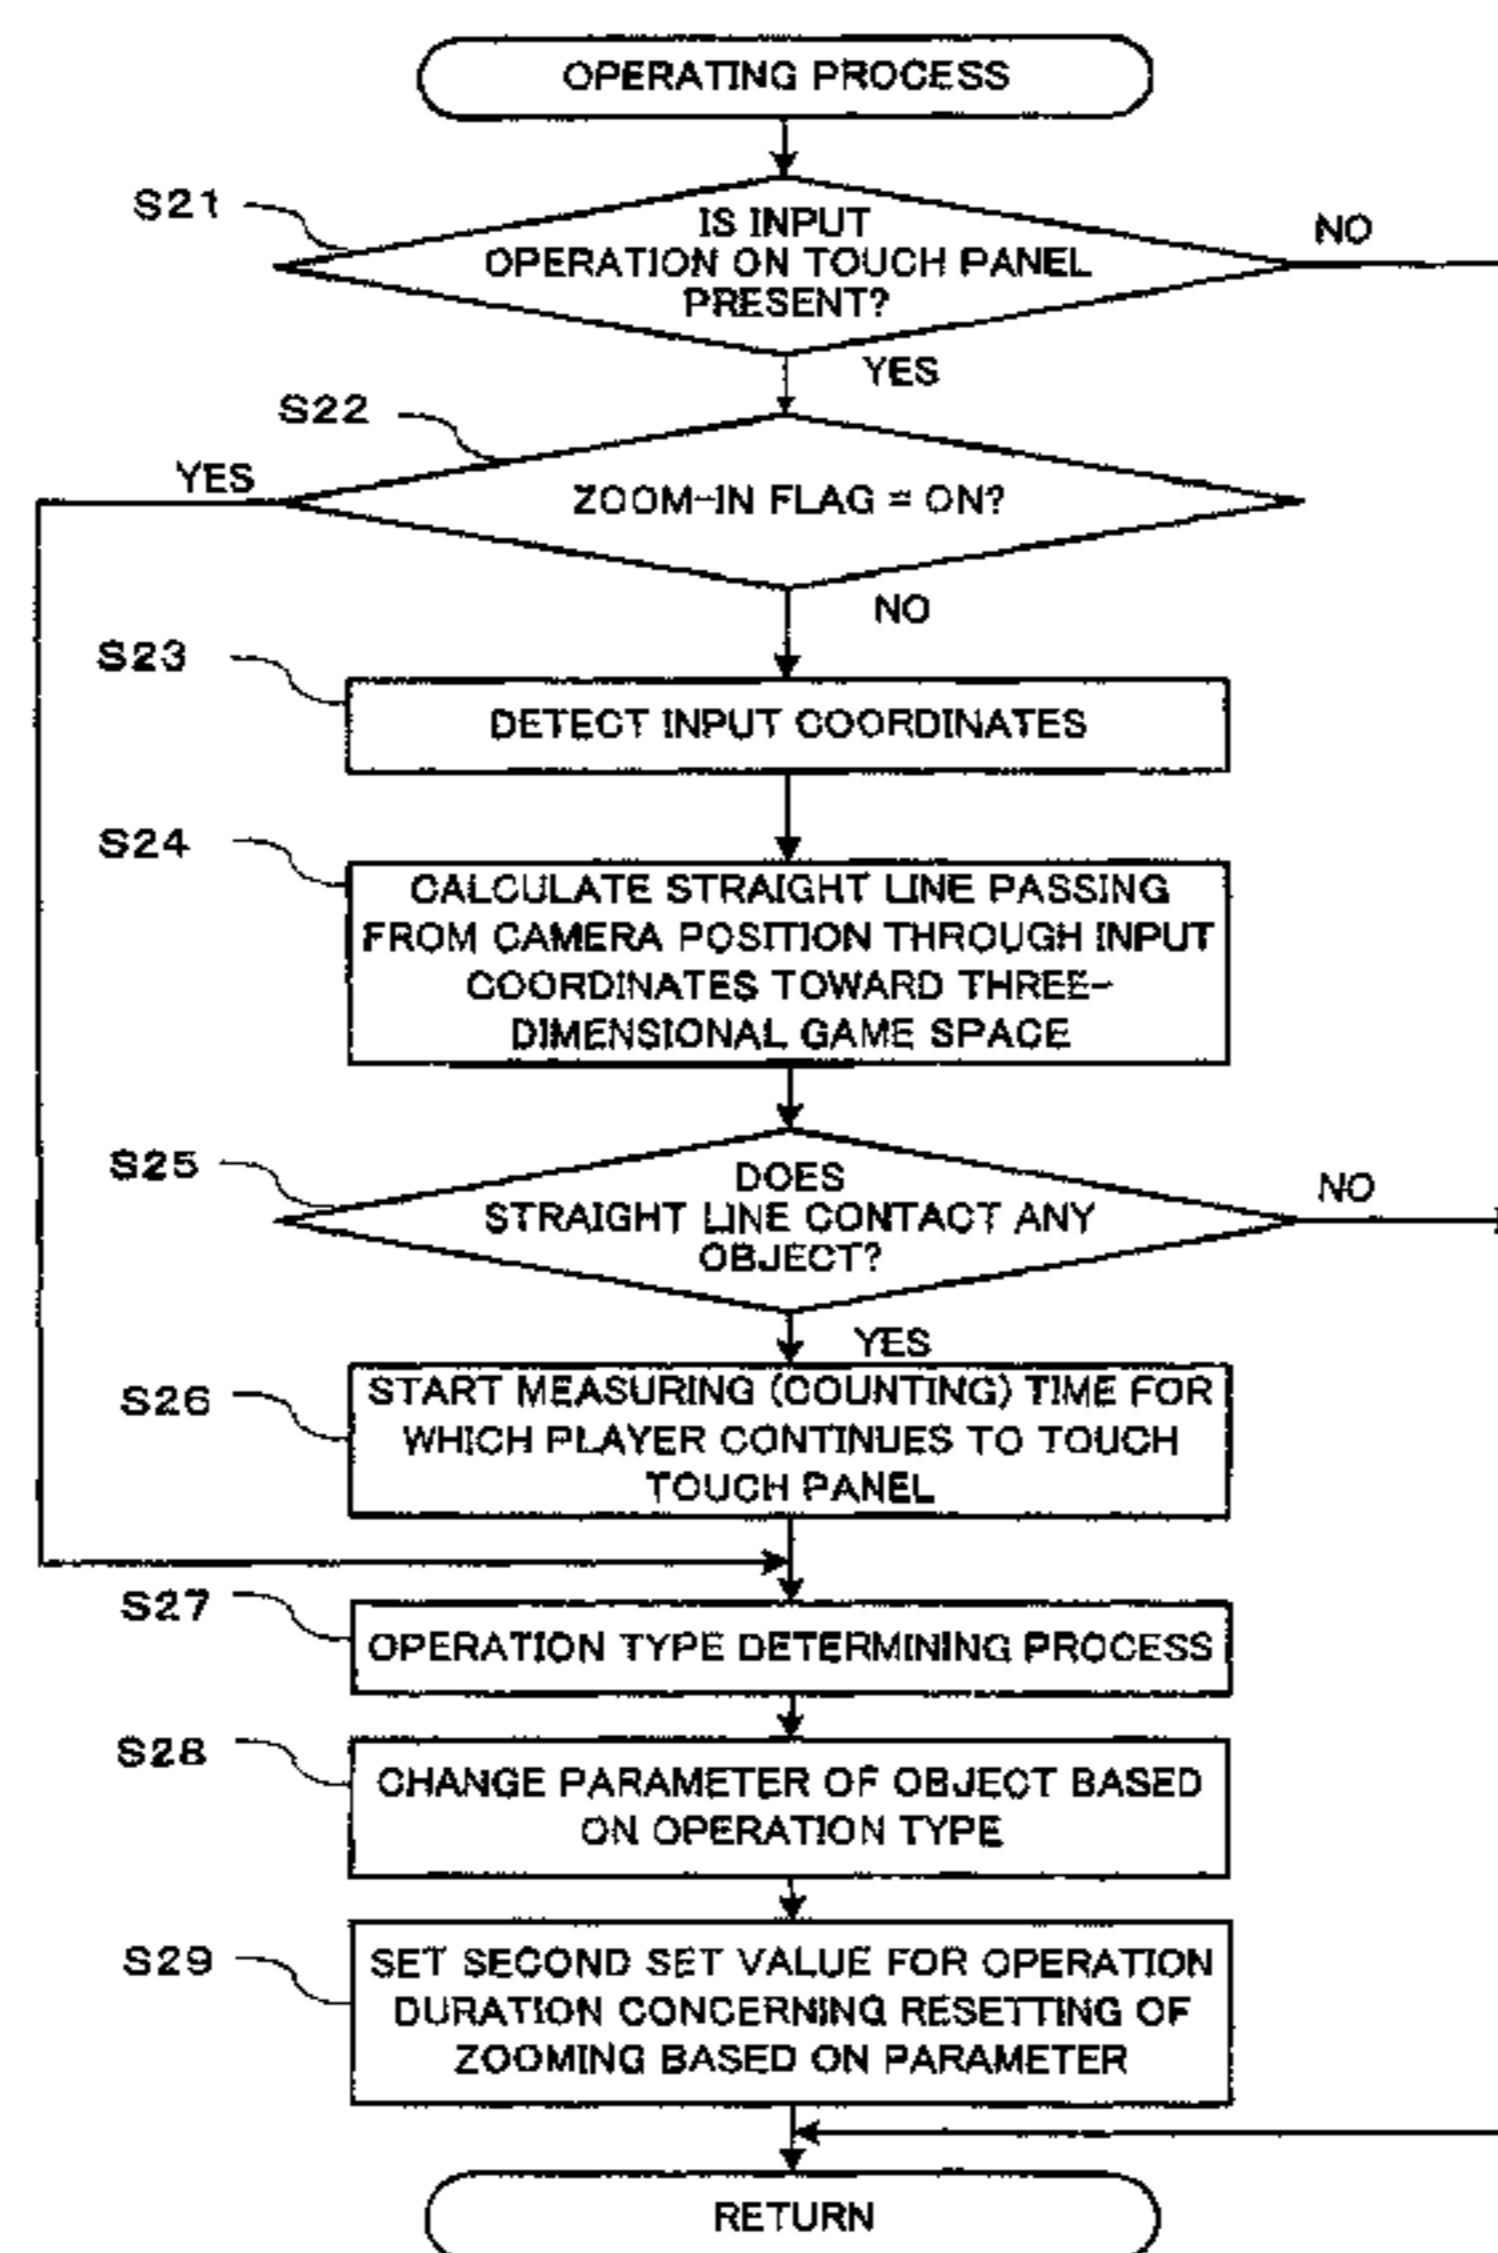 OPERATING PROCESS
S21
IS INPUT
OPERATION ON TOUCH PANEL
PRESENT?
NO
YES
S22
YES
ZOOM-IN FLAG = ON?
NO
S23
DETECT INPUT COORDINATES
S24
CALCULATE STRAIGHT LINE PASSING
FROM CAMERA POSITION THROUGH INPUT
COORDINATES TOWARD THREE-
DIMENSIONAL GAME SPACE
S25
DOES
STRAIGHT LINE CONTACT ANY
OBJECT?
NO
YES
S26
START MEASURING (COUNTING) TIME FOR
WHICH PLAYER CONTINUES TO TOUCH
TOUCH PANEL
S27
OPERATION TYPE DETERMINING PROCESS
S28
CHANGE PARAMETER OF OBJECT BASED
ON OPERATION TYPE
S29
SET SECOND SET VALUE FOR OPERATION
DURATION CONCERNING RESETTING OF
ZOOMING BASED ON PARAMETER
RETURN